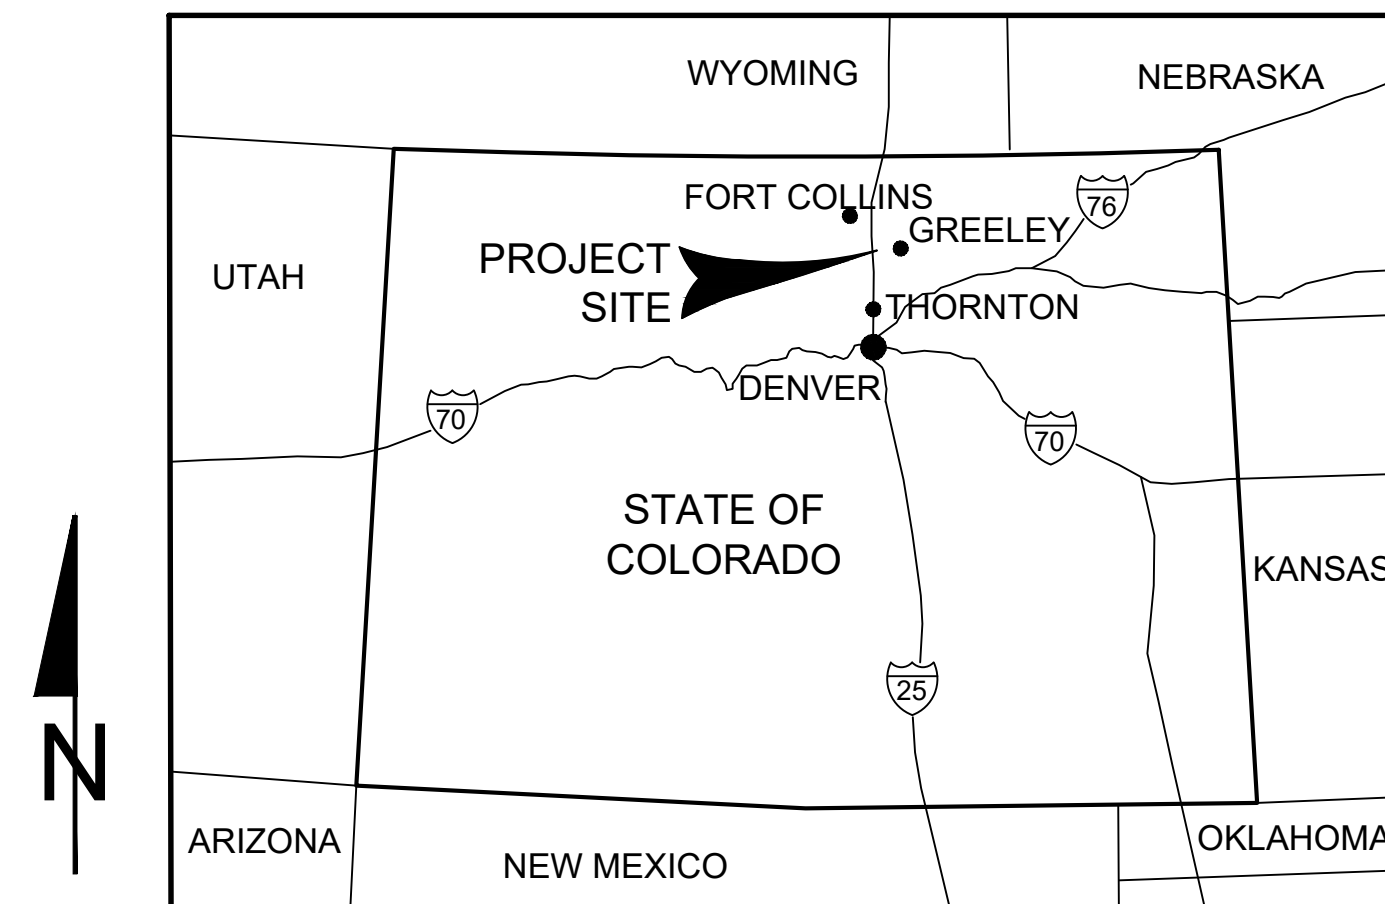 WYOMING
NEBRASKA
FORT COLLINS
76
GREELEY
PROJECT
SITE
UTAH
THORNTON
DENVER
70
70
STATE OF
COLORADO
KANSAS
25
N
ARIZONA
NEW MEXICO
OKLAHOMA